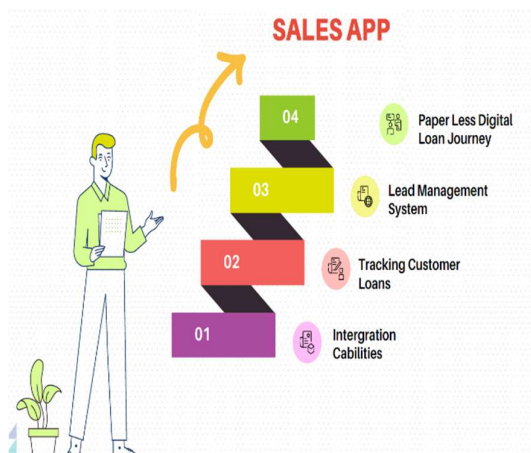 SALES APP
04
Paper Less Digital
Loan Journey
03
Lead Management
System
02
Tracking Customer
Loans
01
Intergration
Cabilities